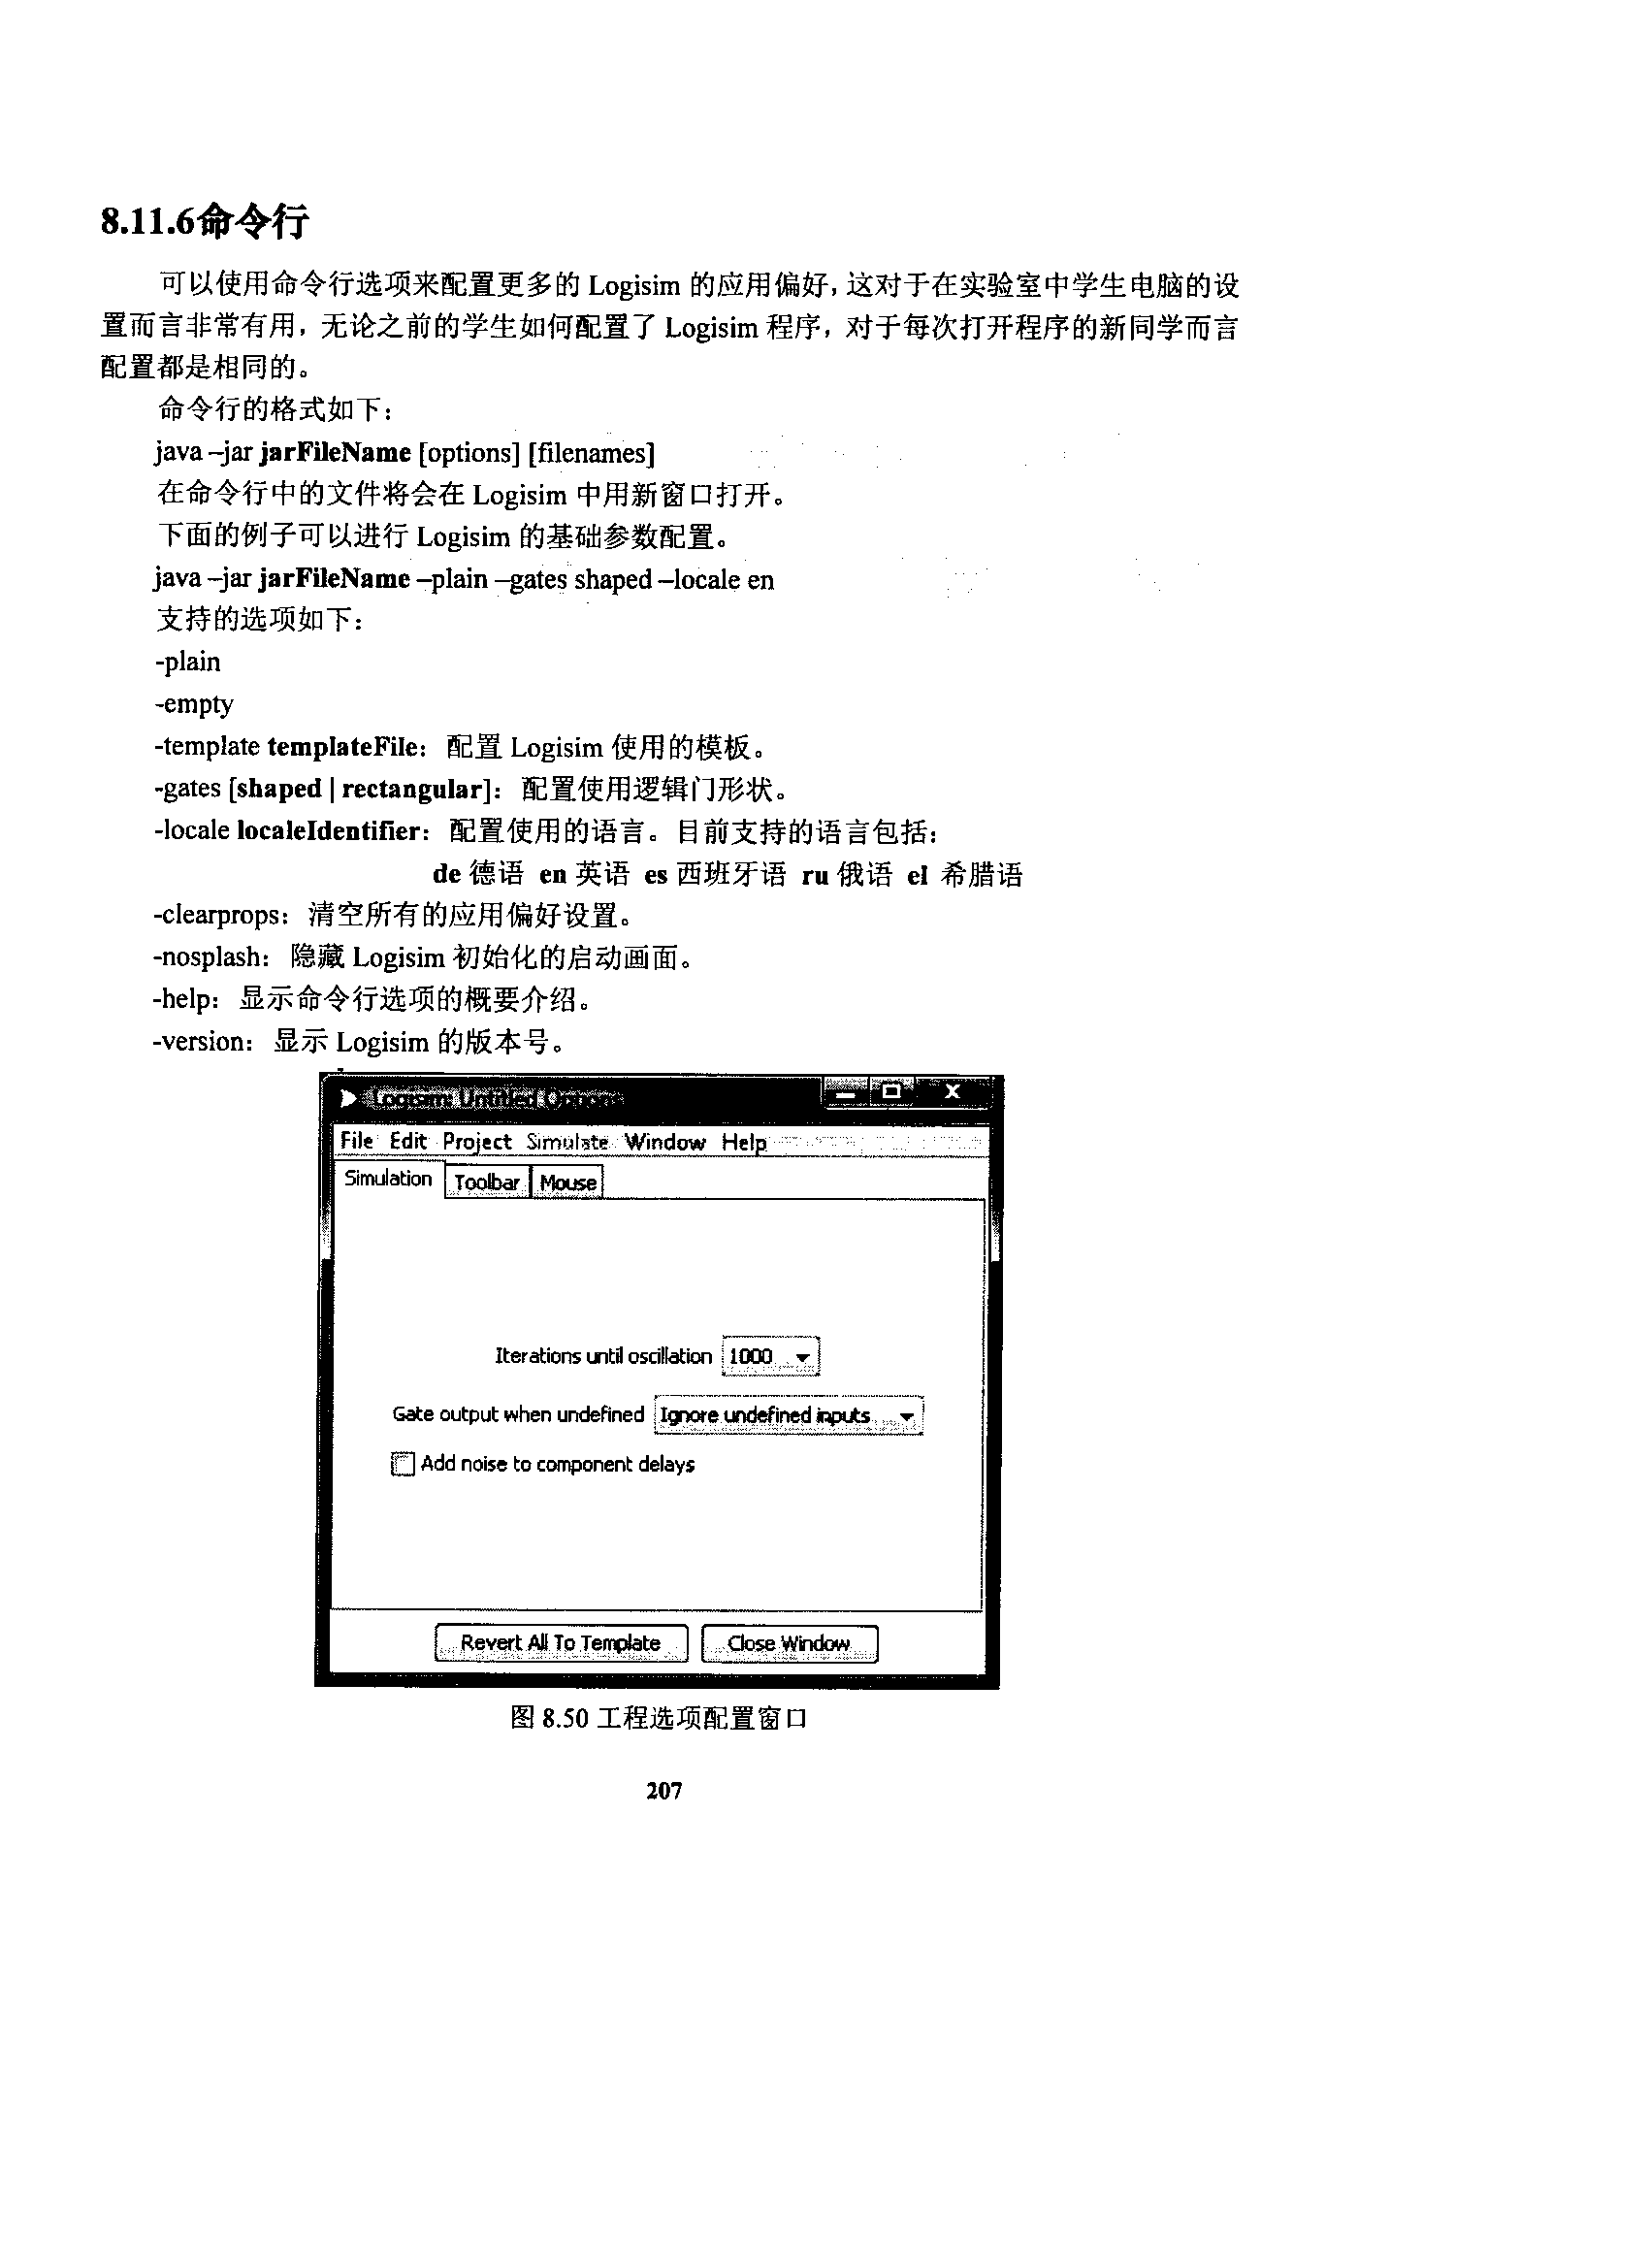 8.11.6命令行
可以使用命令行选项来配置更多的 Logisim 的应用偏好，这对于在实验室中学生电脑的设
置而言非常有用，无论之前的学生如何配置了 Logisim 程序，对于每次打开程序的新同学而言
配置都是相同的。
命令行的格式如下：
java –jar jarFileName [options] [filenames]
在命令行中的文件将会在 Logisim 中用新窗口打开。
下面的例子可以进行 Logisim 的基础参数配置。
java –jar jarFileName –plain –gates shaped –locale en
支持的选项如下：
-plain
-empty
-template templateFile： 配置 Logisim 使用的模板。
-gates [shaped | rectangular]： 配置使用逻辑门形状。
-locale localeIdentifier： 配置使用的语言。目前支持的语言包括：
de 德语 en 英语 es 西班牙语 ru 俄语 el 希腊语
-clearprops： 清空所有的应用偏好设置。
-nosplash： 隐藏 Logisim 初始化的启动画面。
-help： 显示命令行选项的概要介绍。
-version： 显示 Logisim 的版本号。
Logisim: Untitled Options
File Edit Project Simulate Window Help
Simulation Toolbar Mouse
Iterations until oscillation 1000
Gate output when undefined Ignore undefined inputs
Add noise to component delays
Revert All To Template Close Window
图 8.50 工程选项配置窗口
207